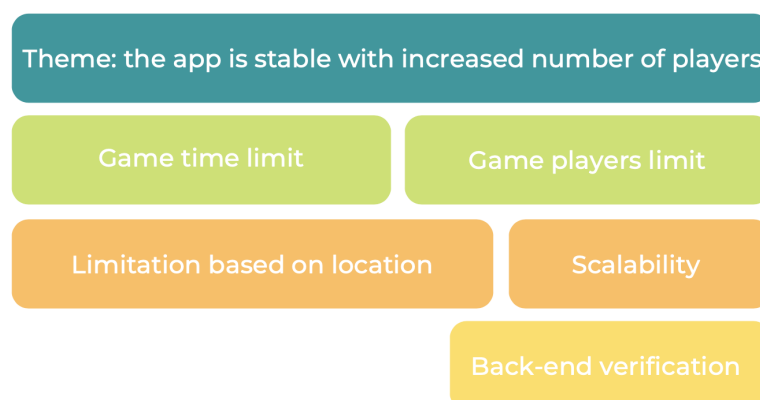 Theme: the app is stable with increased number of players
Game time limit
Game players limit
Limitation based on location
Scalability
Back-end verification